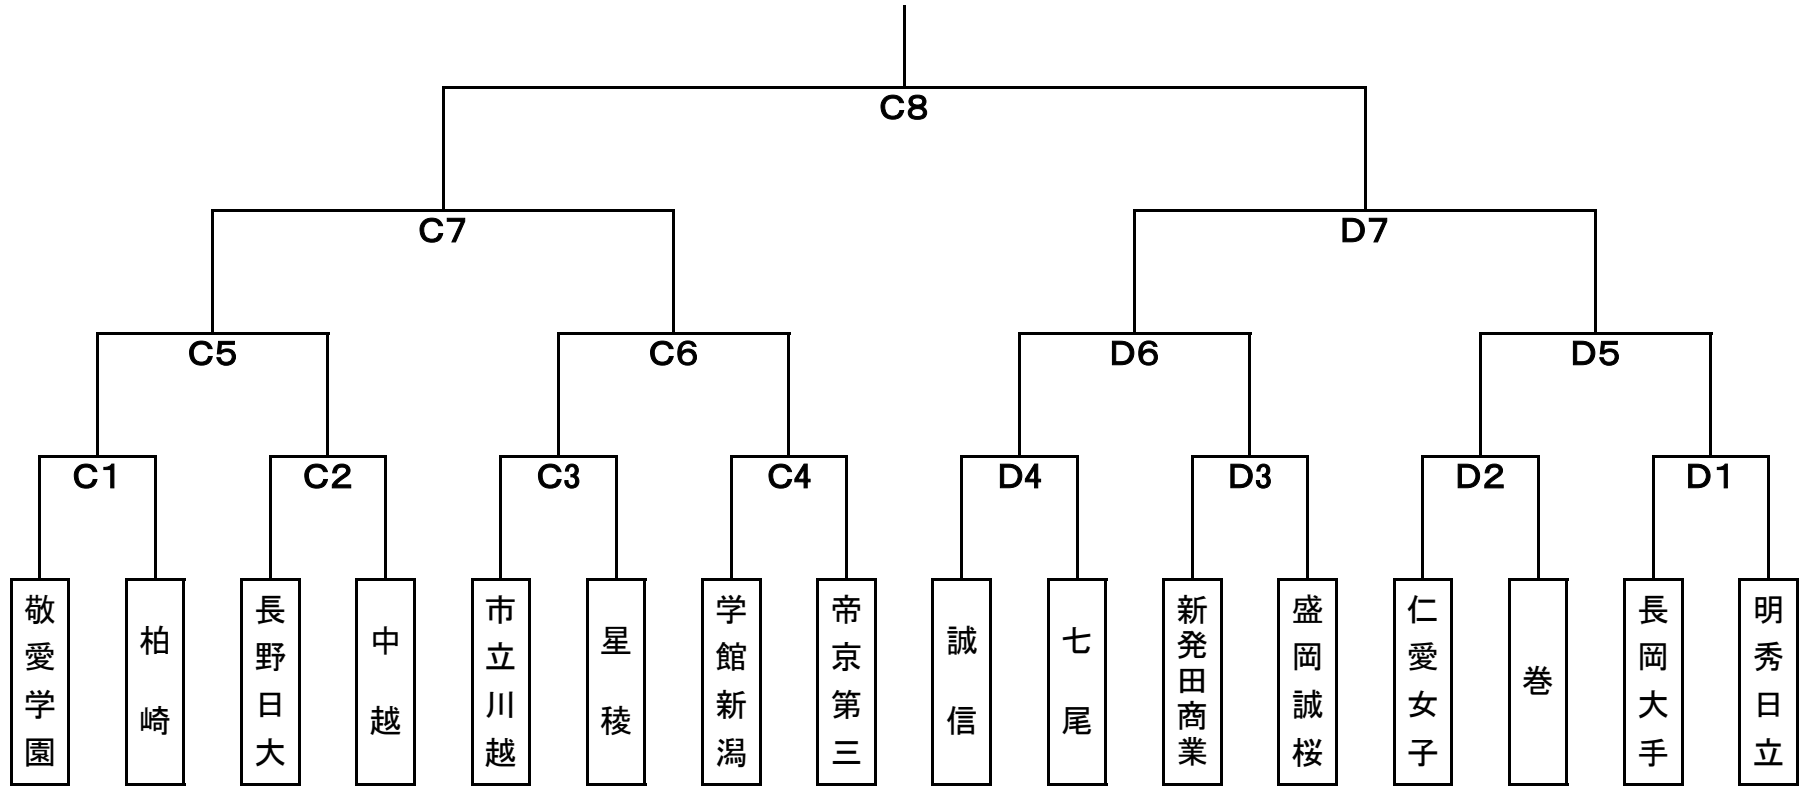 C8
C7
D7
C5
C6
D6
D5
C1
C2
C3
C4
D4
D3
D2
D1
敬愛学園
柏崎
長野日大
中越
市立川越
星稜
学館新潟
帝京第三
誠信
七尾
新発田商業
盛岡誠桜
仁愛女子
巻
長岡大手
明秀日立